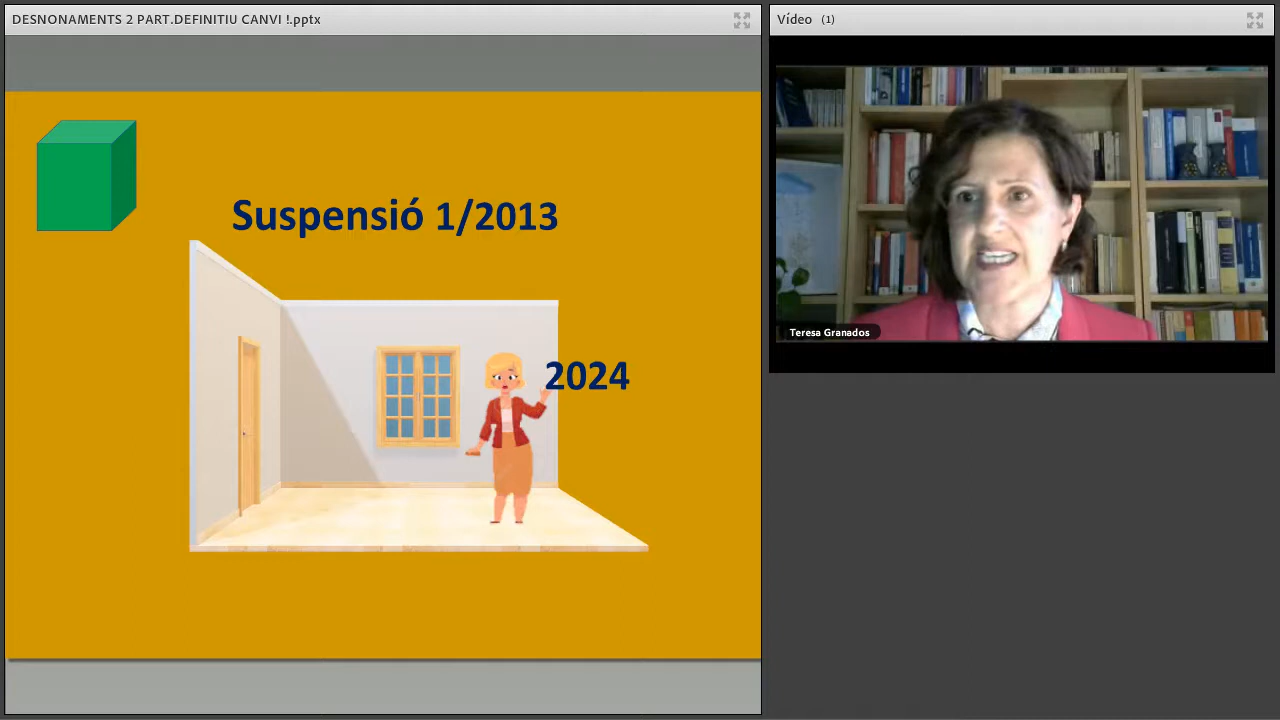 DESNONAMENTS 2 PART.DEFINITIU CANVI !.pptx
Vídeo (1)
Suspensió 1/2013
2024
Teresa Granados